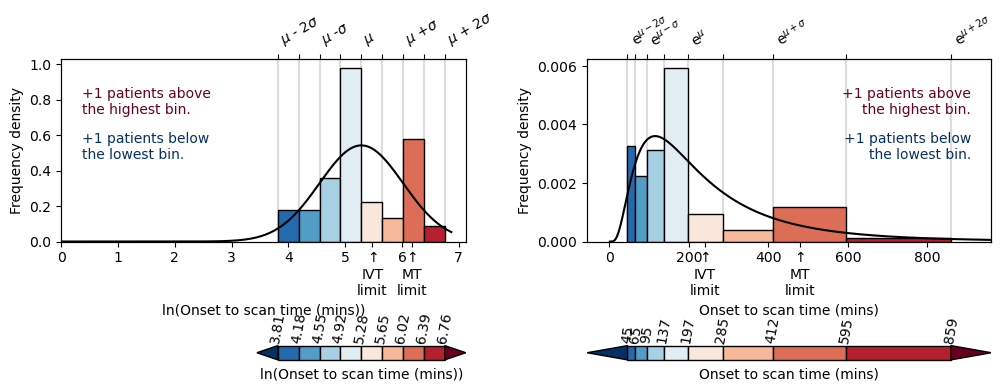 μ - 2σ
μ -σ
μ
μ +σ
μ + 2σ
1.0
0.8
0.6
0.4
0.2
0.0
Frequency density
+1 patients above
the highest bin.
+1 patients below
the lowest bin.
0 1 2 3 4 5 6 7
↑ ↑
IVT MT
limit limit
ln(Onset to scan time (mins))
3.81 4.18 4.55 4.92 5.28 5.65 6.02 6.39 6.76
ln(Onset to scan time (mins))
e^μ−2σ
e^μ−σ
e^μ
e^μ+σ
e^μ+2σ
0.006
0.004
0.002
0.000
Frequency density
+1 patients above
the highest bin.
+1 patients below
the lowest bin.
0 200 400 600 800
↑ ↑
IVT MT
limit limit
Onset to scan time (mins)
45 65 95 137 197 285 412 595 859
Onset to scan time (mins)